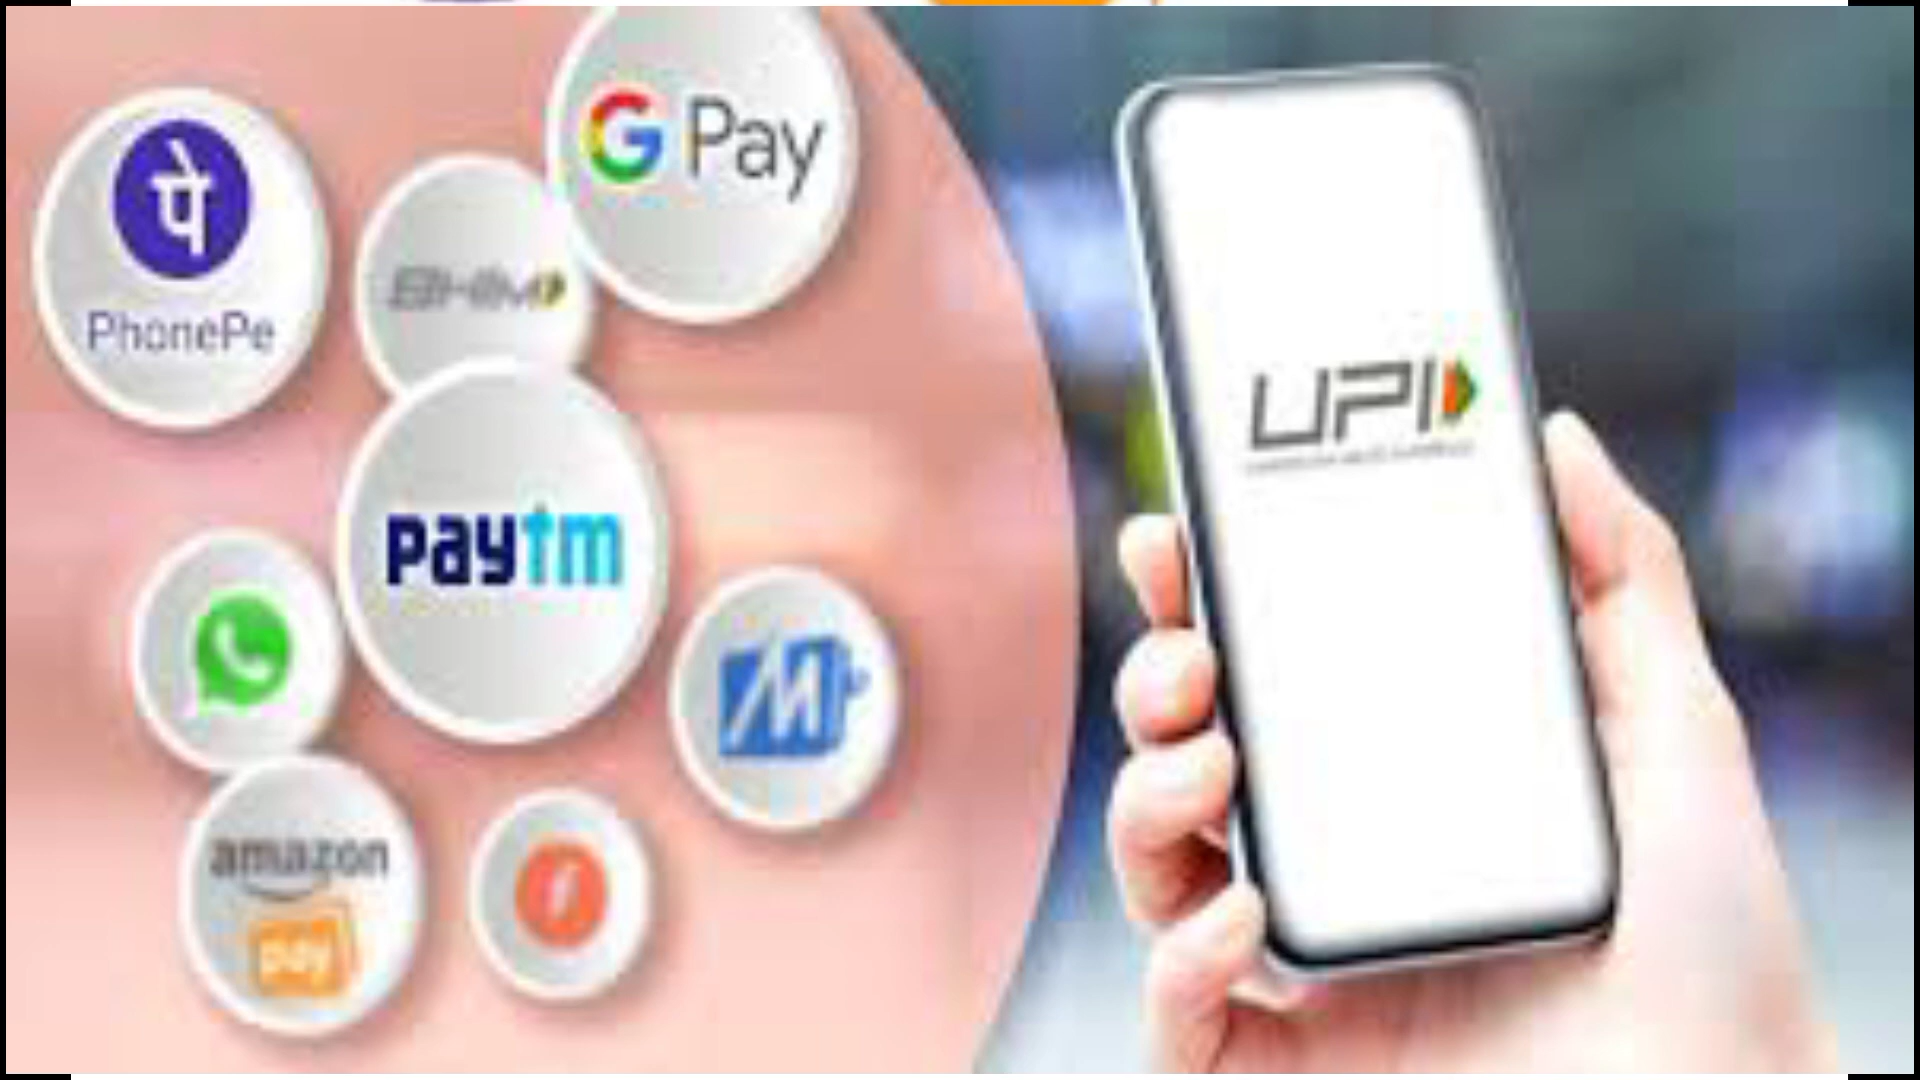 G Pay
पे
PhonePe
BHIM
paytm
M
amazon
pay
UPI